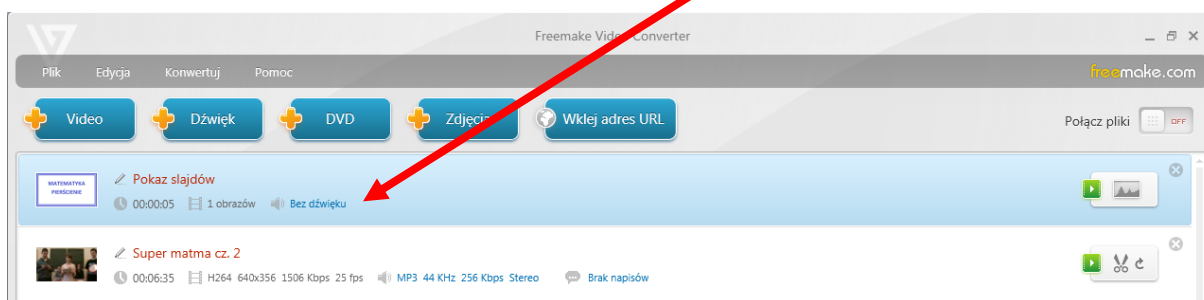 Freemake Video Converter
Plik Edycja Konwertuj Pomoc
freemake.com
Video Dźwięk DVD Zdjęcia Wklej adres URL
Połącz pliki OFF
MATEMATYKA
PIERŚCIENIE
Pokaz slajdów
00:00:05 1 obrazów Bez dźwięku
Super matma cz. 2
00:06:35 H264 640x356 1506 Kbps 25 fps MP3 44 KHz 256 Kbps Stereo Brak napisów